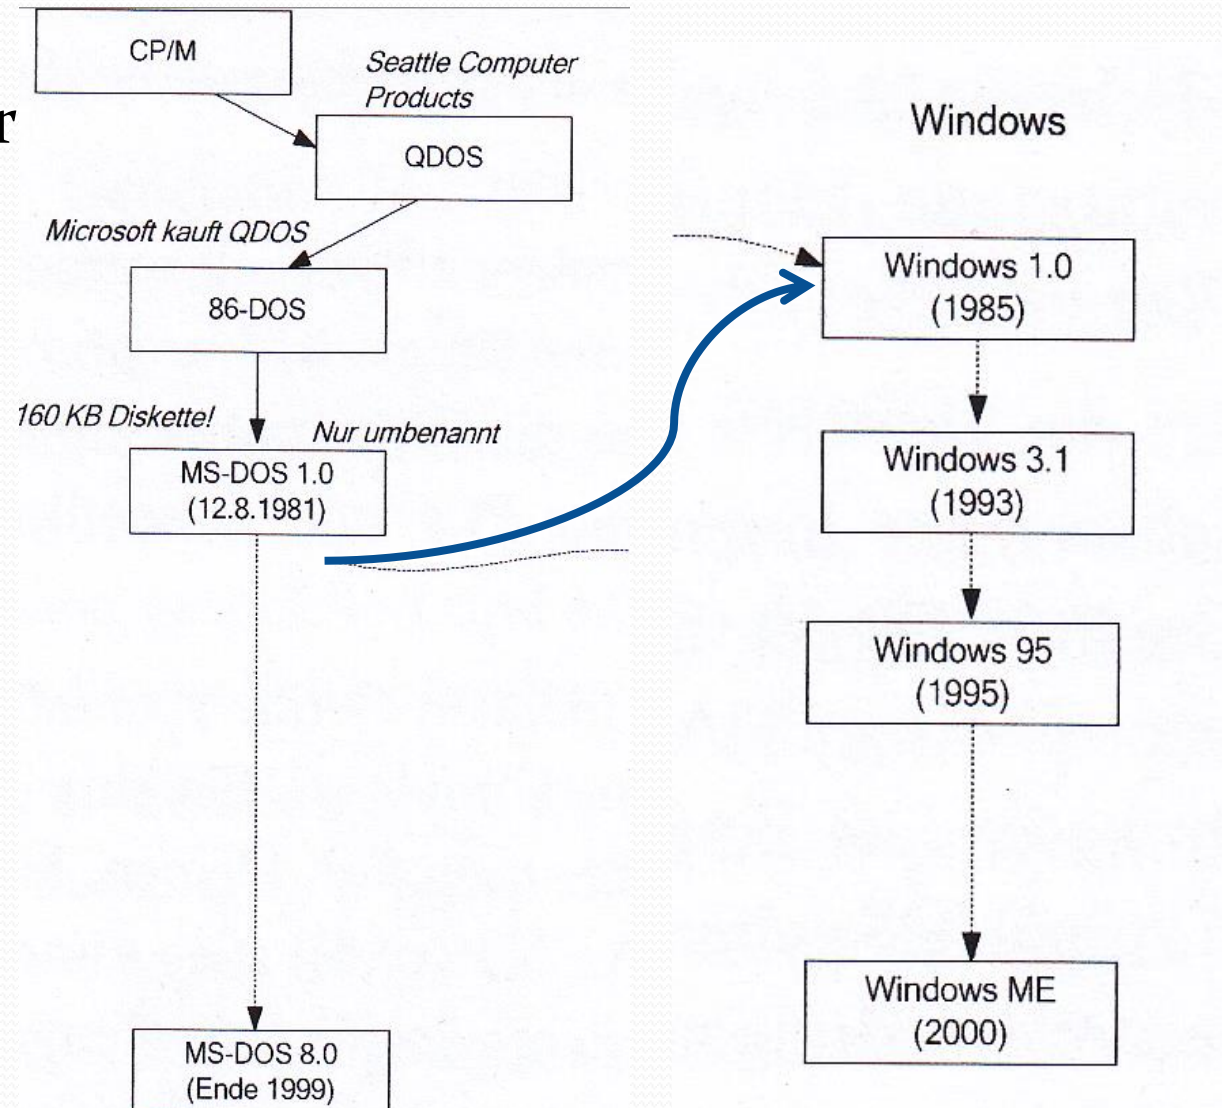 r
CP/M
Seattle Computer
Products
QDOS
Microsoft kauft QDOS
86-DOS
160 KB Diskette!
Nur umbenannt
MS-DOS 1.0
(12.8.1981)
MS-DOS 8.0
(Ende 1999)
Windows
Windows 1.0
(1985)
Windows 3.1
(1993)
Windows 95
(1995)
Windows ME
(2000)